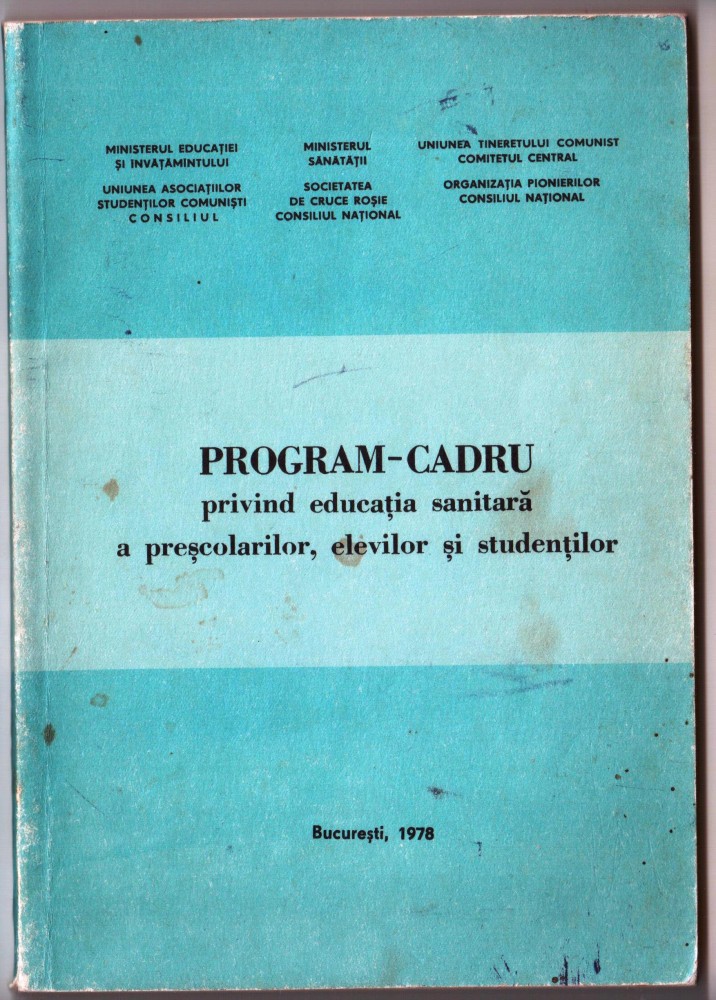 MINISTERUL EDUCAȚIEI
ȘI INVĂȚĂMINTULUI
UNIUNEA ASOCIAȚIILOR
STUDENȚILOR COMUNIȘTI
CONSILIUL
MINISTERUL
SĂNĂTĂȚII
SOCIETATEA
DE CRUCE ROȘIE
CONSILIUL NAȚIONAL
UNIUNEA TINERETULUI COMUNIST
COMITETUL CENTRAL
ORGANIZAȚIA PIONIERILOR
CONSILIUL NAȚIONAL
PROGRAM-CADRU
privind educația sanitară
a preșcolarilor, elevilor și studenților
București, 1978